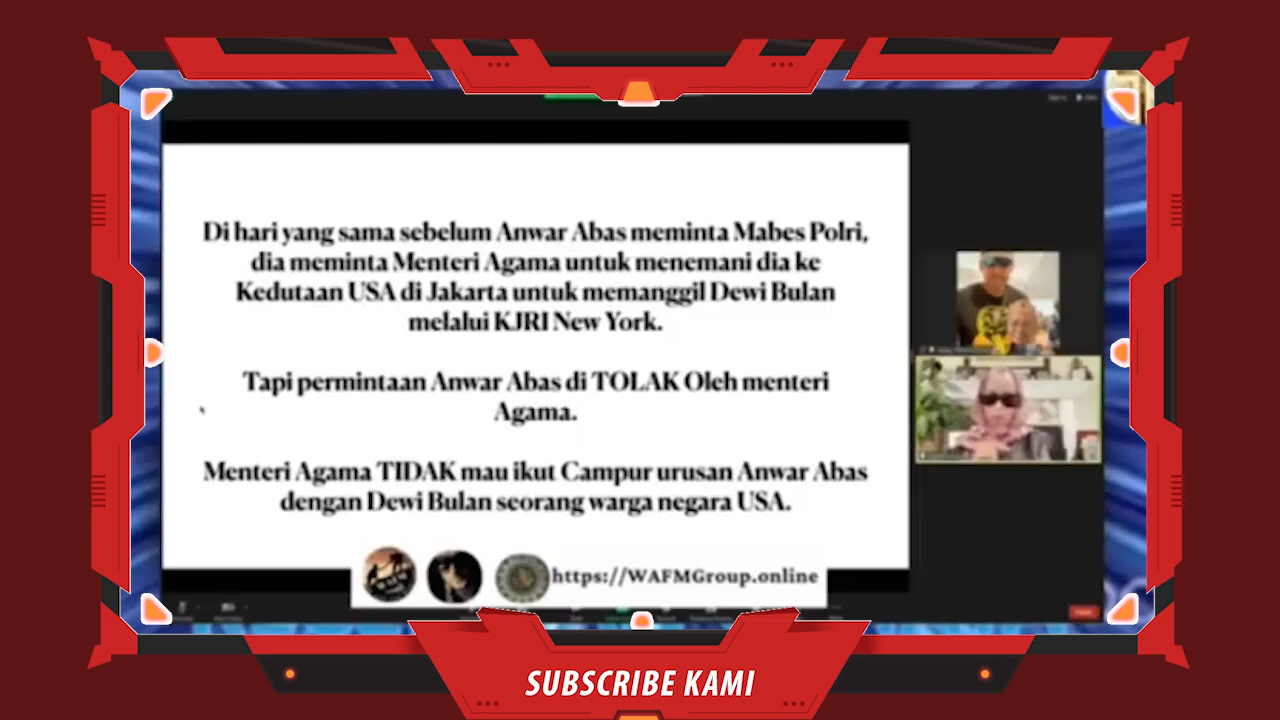 Di hari yang sama sebelum Anwar Abas meminta Mabes Polri,
dia meminta Menteri Agama untuk menemani dia ke
Kedutaan USA di Jakarta untuk memanggil Dewi Bulan
melalui KJRI New York.
Tapi permintaan Anwar Abas di TOLAK Oleh menteri
Agama.
Menteri Agama TIDAK mau ikut Campur urusan Anwar Abas
dengan Dewi Bulan seorang warga negara USA.
https://WAFMGroup.online
SUBSCRIBE KAMI